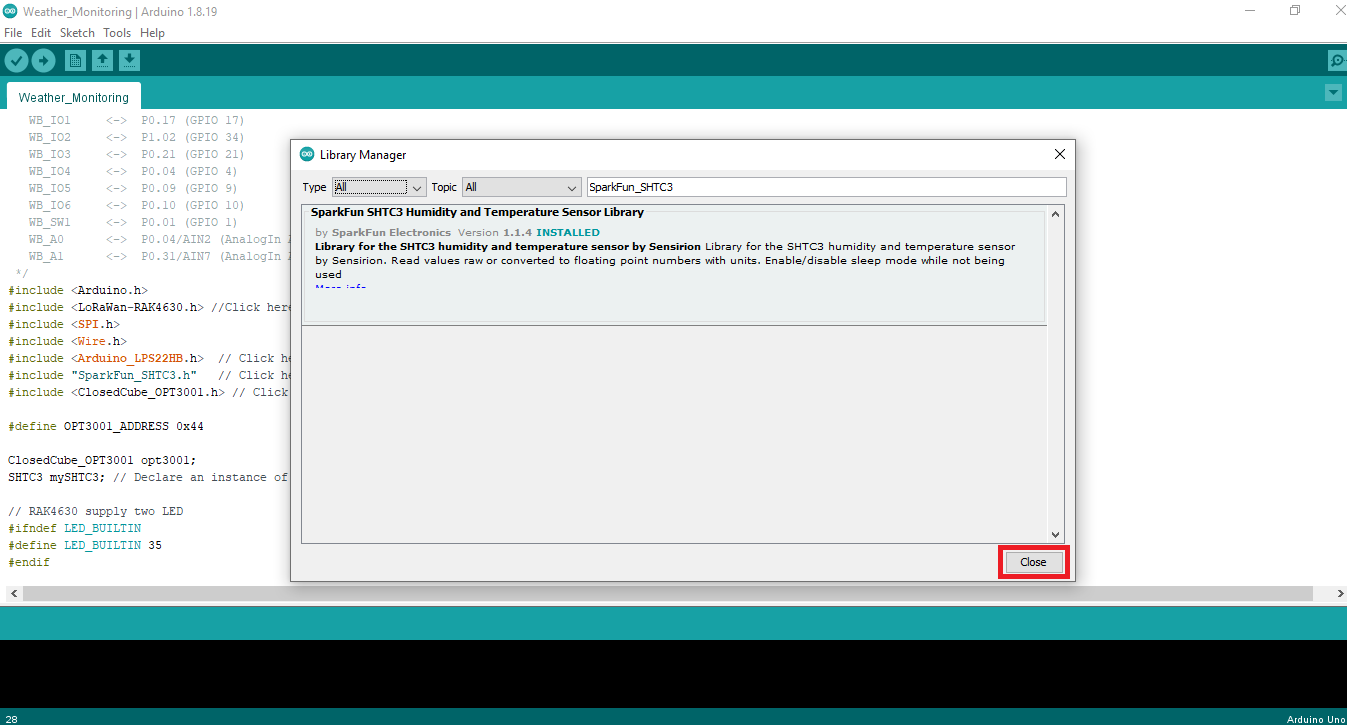 Weather_Monitoring | Arduino 1.8.19
File Edit Sketch Tools Help
Weather_Monitoring
WB_IO1 <-> P0.17 (GPIO 17)
WB_IO2 <-> P1.02 (GPIO 34)
WB_IO3 <-> P0.21 (GPIO 21)
WB_IO4 <-> P0.04 (GPIO 4)
WB_IO5 <-> P0.09 (GPIO 9)
WB_IO6 <-> P0.10 (GPIO 10)
WB_SW1 <-> P0.01 (GPIO 1)
WB_A0 <-> P0.04/AIN2 (AnalogIn
WB_A1 <-> P0.31/AIN7 (AnalogIn
*/
#include <Arduino.h>
#include <LoRaWan-RAK4630.h> //Click here
#include <SPI.h>
#include <Wire.h>
#include <Arduino_LPS22HB.h> // Click
#include "SparkFun_SHTC3.h" // Click
#include <ClosedCube_OPT3001.h> // Click
#define OPT3001_ADDRESS 0x44
ClosedCube_OPT3001 opt3001;
SHTC3 mySHTC3; // Declare an instance of
// RAK4630 supply two LED
#ifndef LED_BUILTIN
#define LED_BUILTIN 35
#endif
Library Manager
Type All Topic All SparkFun_SHTC3
SparkFun SHTC3 Humidity and Temperature Sensor Library
by SparkFun Electronics Version 1.1.4 INSTALLED
Library for the SHTC3 humidity and temperature sensor by Sensirion Library for the SHTC3 humidity and temperature sensor
by Sensirion. Read values raw or converted to floating point numbers with units. Enable/disable sleep mode while not being
used
More info
Close
28
Arduino Uno